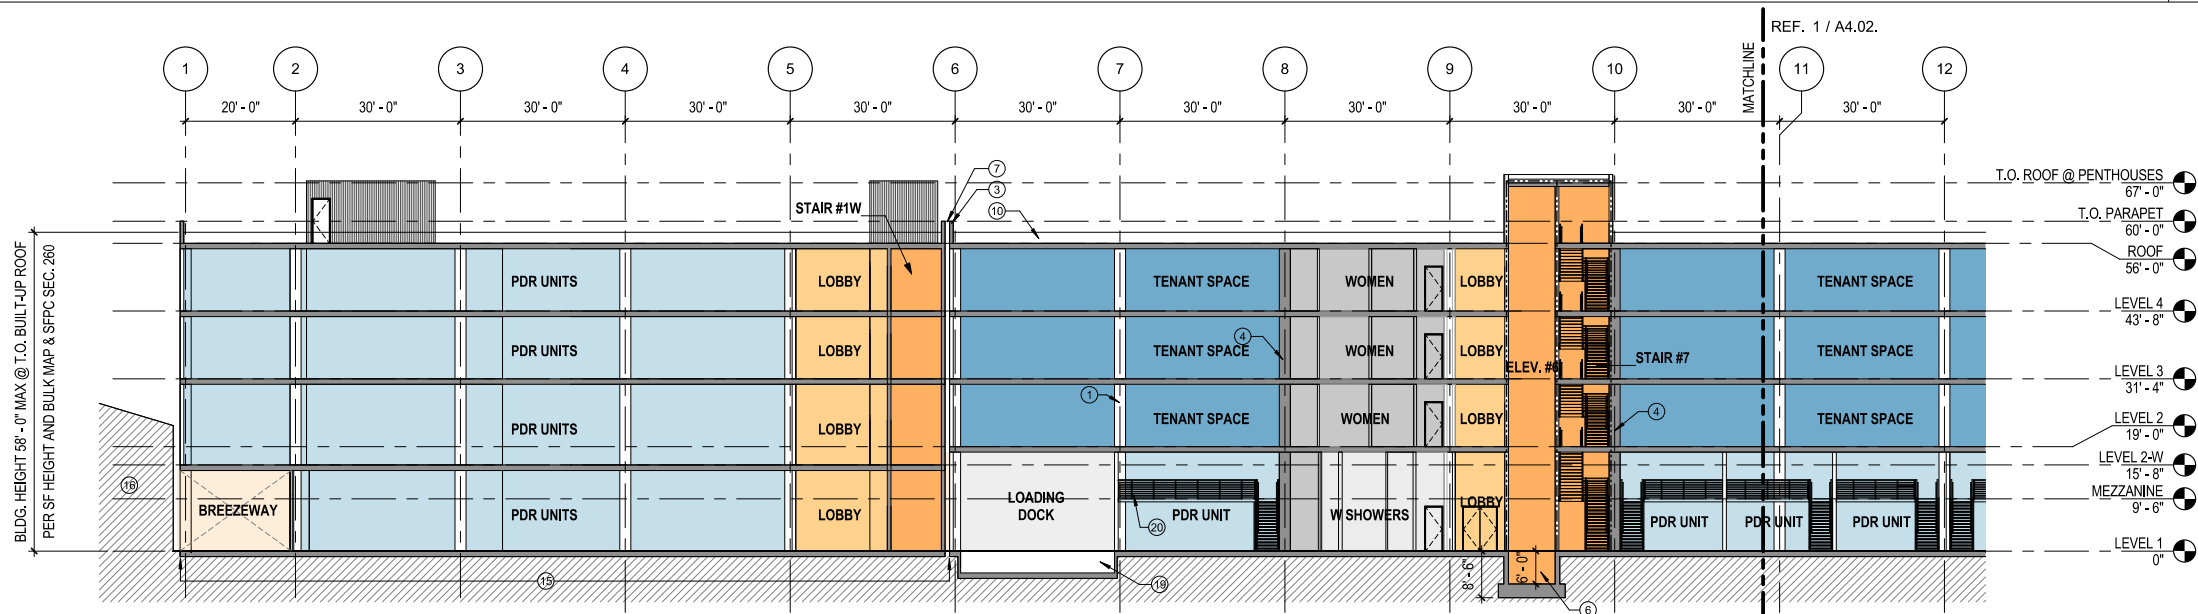 REF. 1 / A4.02.
MATCHLINE
1
2
3
4
5
6
7
8
9
10
11
12
20' - 0"
30' - 0"
30' - 0"
30' - 0"
30' - 0"
30' - 0"
30' - 0"
30' - 0"
30' - 0"
30' - 0"
30' - 0"
T.O. ROOF @ PENTHOUSES
67' - 0"
T.O. PARAPET
60' - 0"
ROOF
56' - 0"
LEVEL 4
43' - 8"
LEVEL 3
31' - 4"
LEVEL 2
19' - 0"
LEVEL 2-W
15' - 8"
MEZZANINE
9' - 6"
LEVEL 1
0"
BLDG. HEIGHT 58' - 0" MAX @ T.O. BUILT-UP ROOF
PER SF HEIGHT AND BULK MAP & SFPC SEC. 260
7
3
10
STAIR #1W
PDR UNITS
LOBBY
TENANT SPACE
WOMEN
LOBBY
TENANT SPACE
PDR UNITS
LOBBY
4
TENANT SPACE
WOMEN
LOBBY
ELEV. #6
STAIR #7
TENANT SPACE
1
PDR UNITS
LOBBY
TENANT SPACE
WOMEN
LOBBY
4
TENANT SPACE
16
BREEZEWAY
PDR UNITS
LOBBY
LOADING
DOCK
20
PDR UNIT
W SHOWERS
LOBBY
PDR UNIT
PDR UNIT
PDR UNIT
15
19
8' - 6"
6' - 0"
6